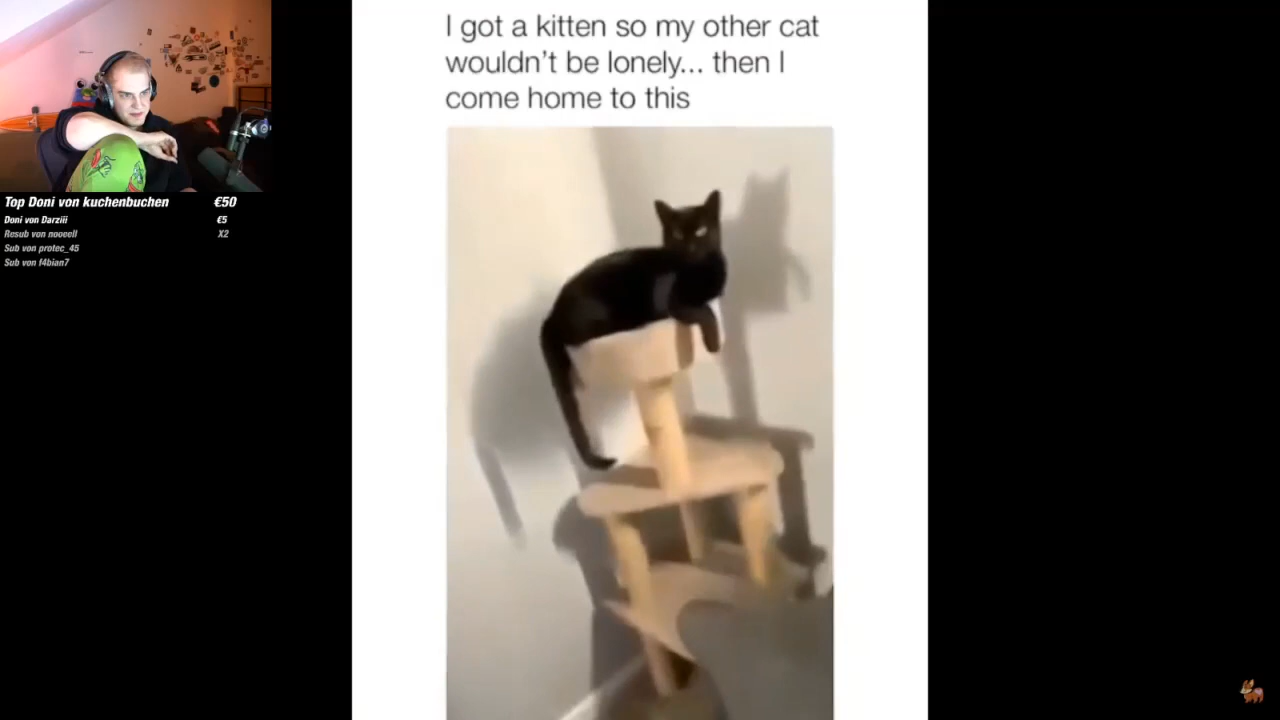 I got a kitten so my other cat
wouldn't be lonely... then I
come home to this
Top Doni von kuchenbuchen €50
Doni von Darziii €5
Resub von nooeell X2
Sub von protec_45
Sub von f4bian7